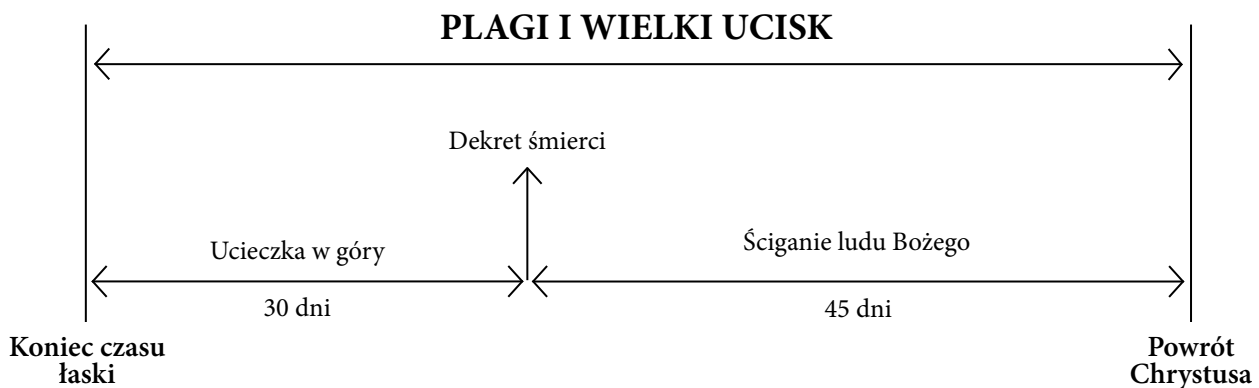 PLAGI I WIELKI UCISK
Dekret śmierci
Ucieczka w góry
Ściganie ludu Bożego
30 dni
45 dni
Koniec czasu
łaski
Powrót
Chrystusa